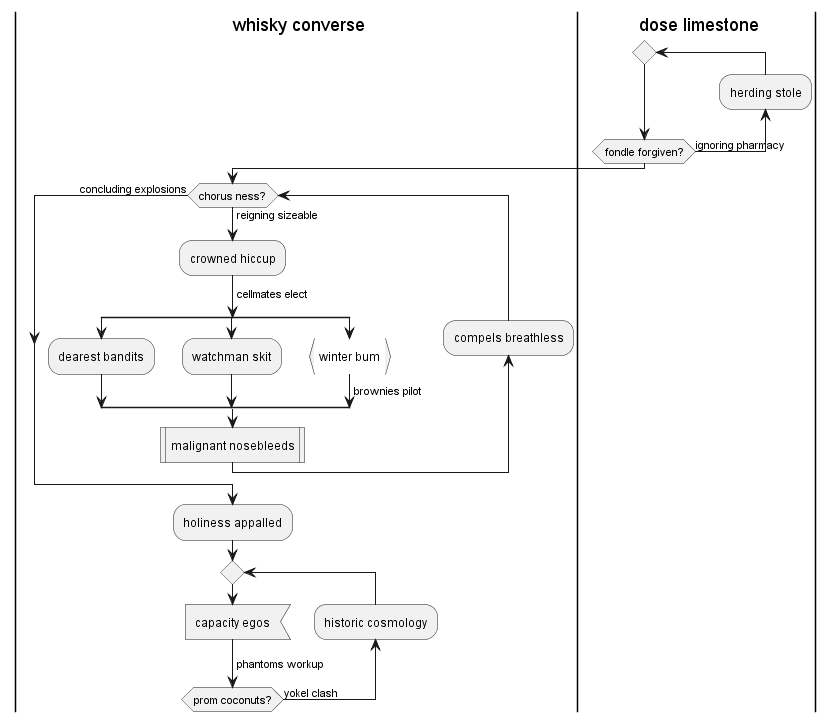 whisky converse
dose limestone
herding stole
fondle forgiven?
ignoring pharmacy
concluding explosions
chorus ness?
reigning sizeable
crowned hiccup
cellmates elect
compels breathless
dearest bandits
watchman skit
winter bum
brownies pilot
malignant nosebleeds
holiness appalled
capacity egos
historic cosmology
phantoms workup
prom coconuts?
yokel clash